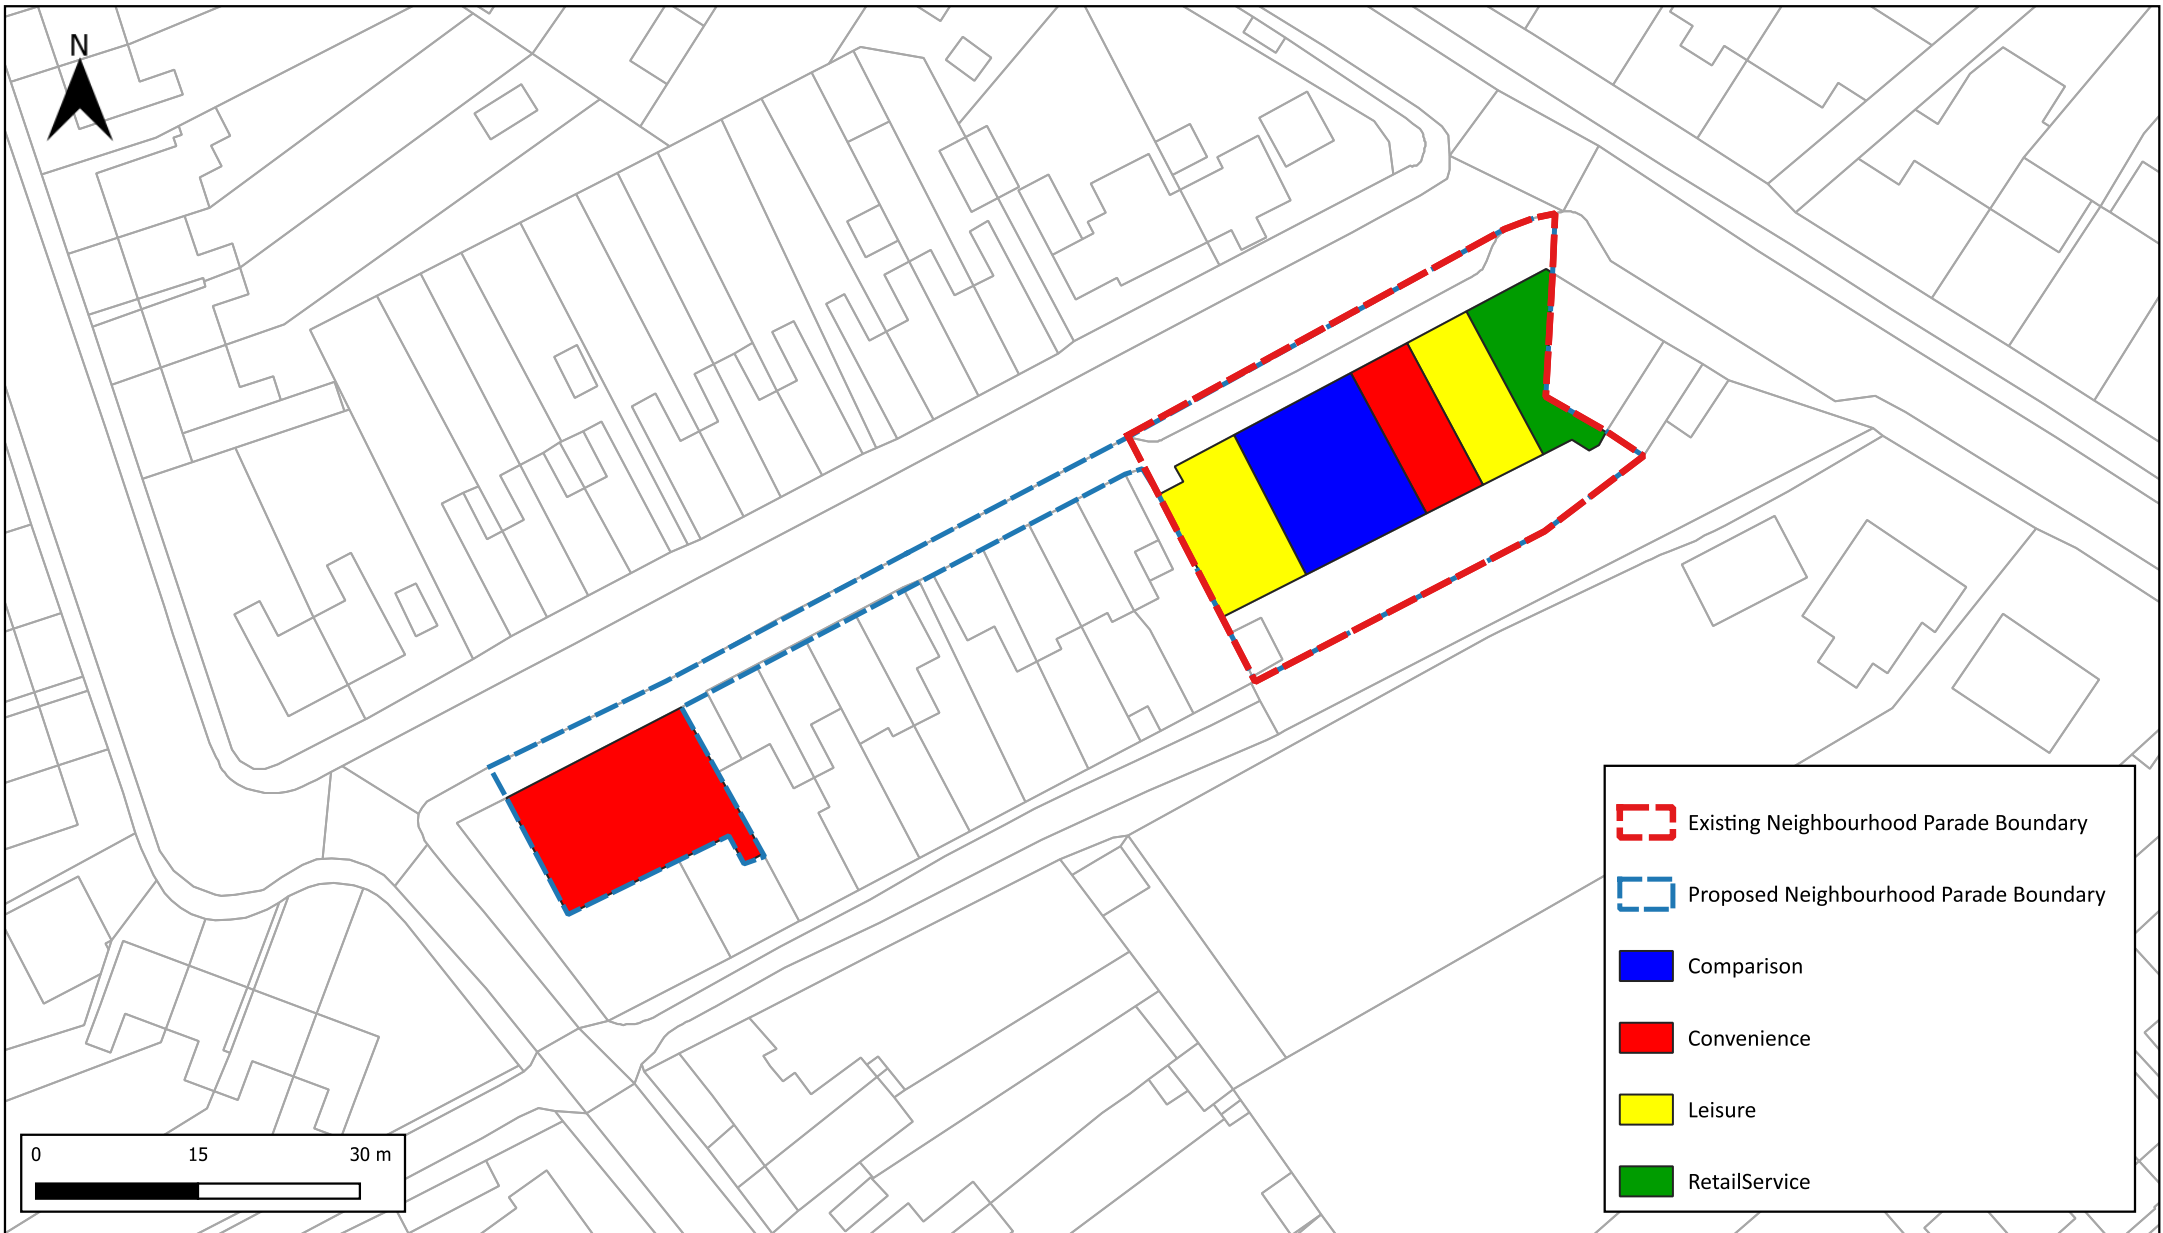 N
Existing Neighbourhood Parade Boundary
Proposed Neighbourhood Parade Boundary
Comparison
Convenience
Leisure
RetailService
0 15 30 m